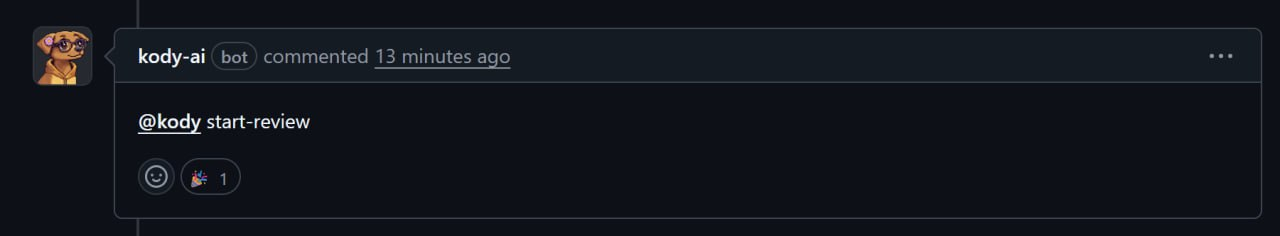 kody-ai bot commented 13 minutes ago
@kody start-review
1